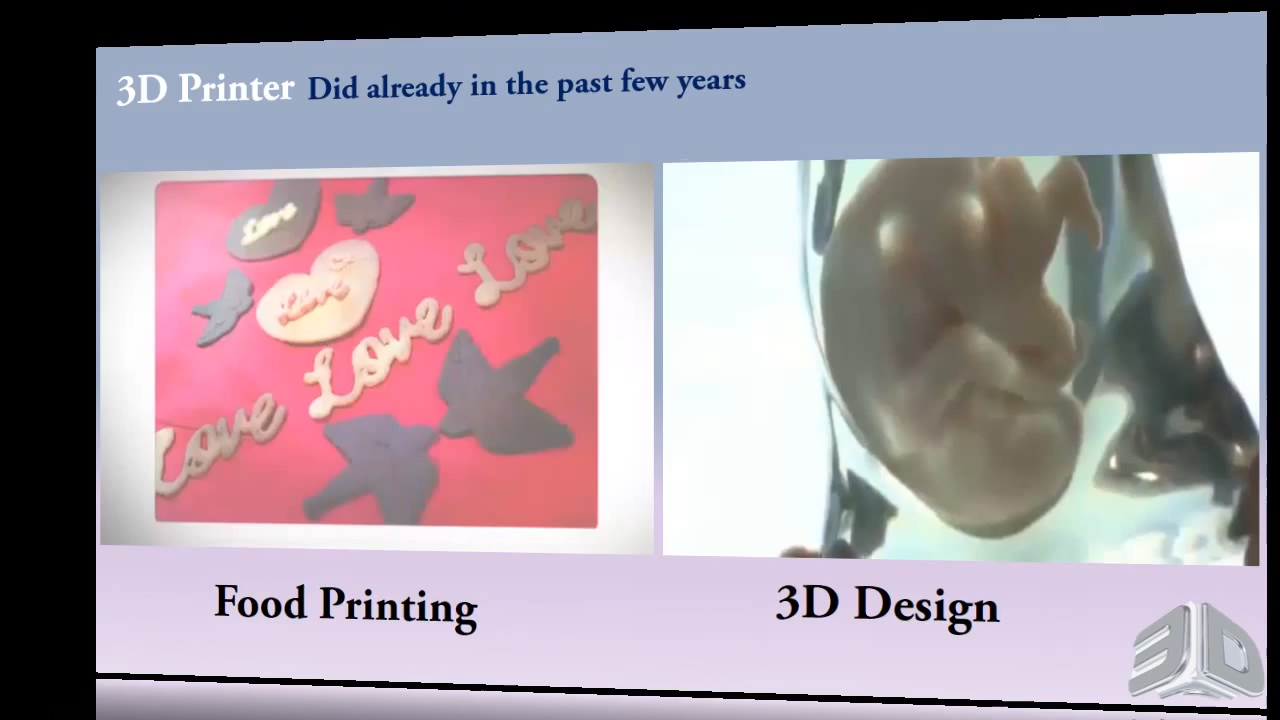 3D Printer Did already in the past few years
Love
Love
Love
Love
Love
Food Printing
3D Design
3D